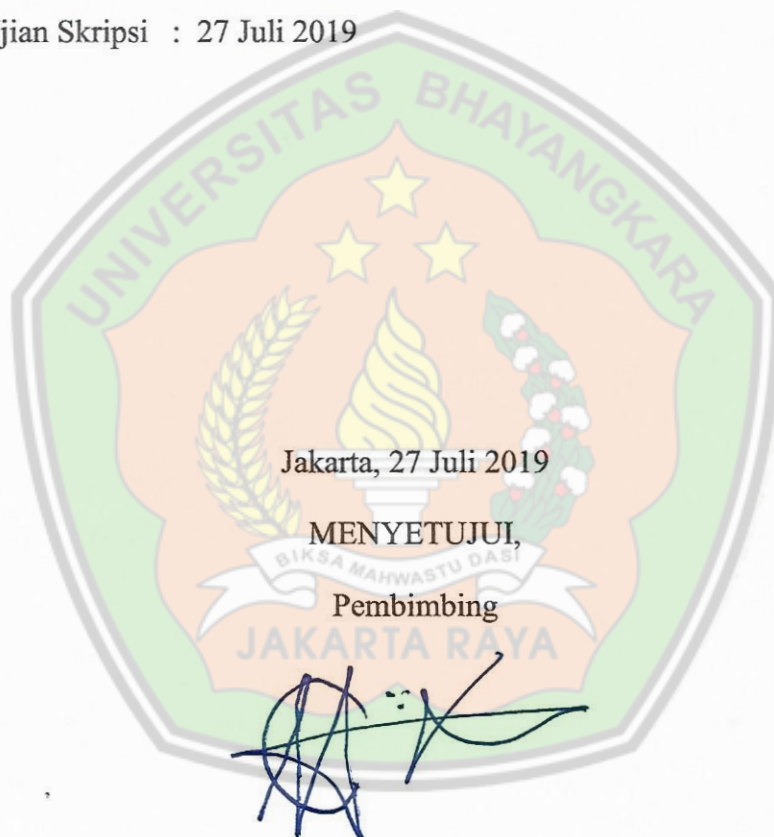 jian Skripsi : 27 Juli 2019
UNIVERSITAS BHAYANGKARA
Jakarta, 27 Juli 2019
MENYETUJUI,
BIKSA MAHWASTU DASI
Pembimbing
JAKARTA RAYA